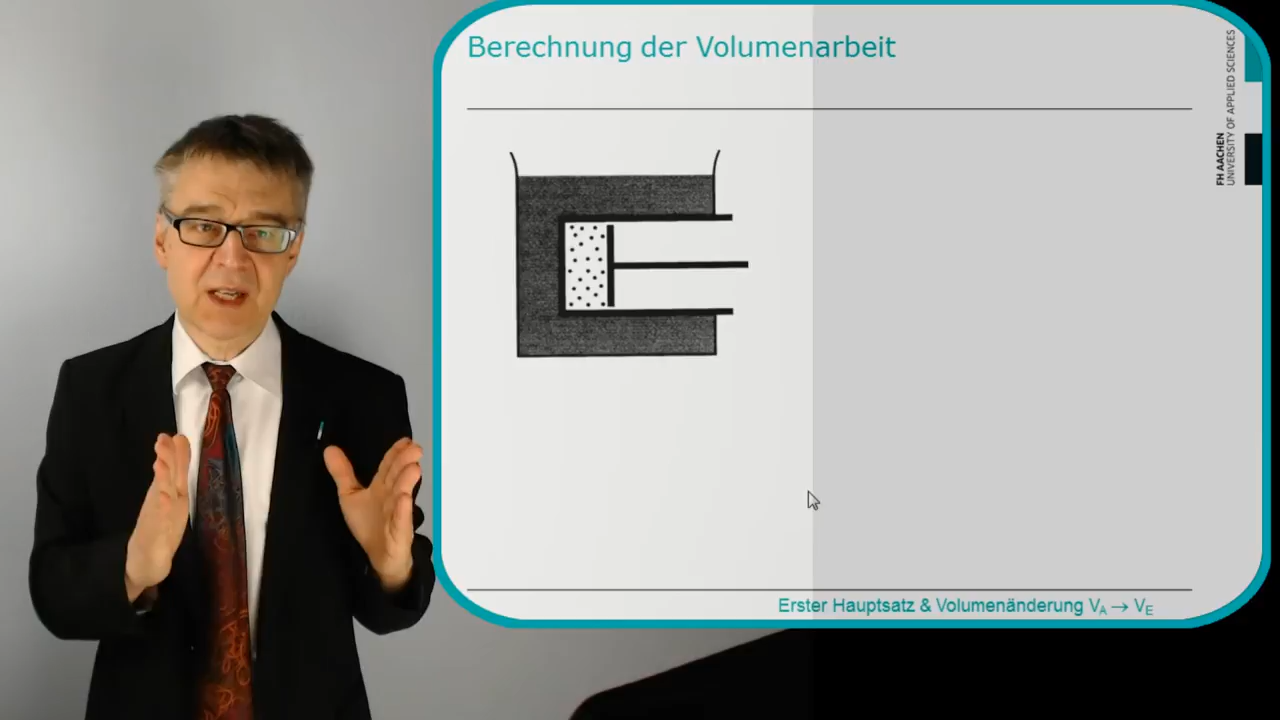 Berechnung der Volumenarbeit
FH AACHEN
UNIVERSITY OF APPLIED SCIENCES
Erster Hauptsatz & Volumenänderung V_A → V_E